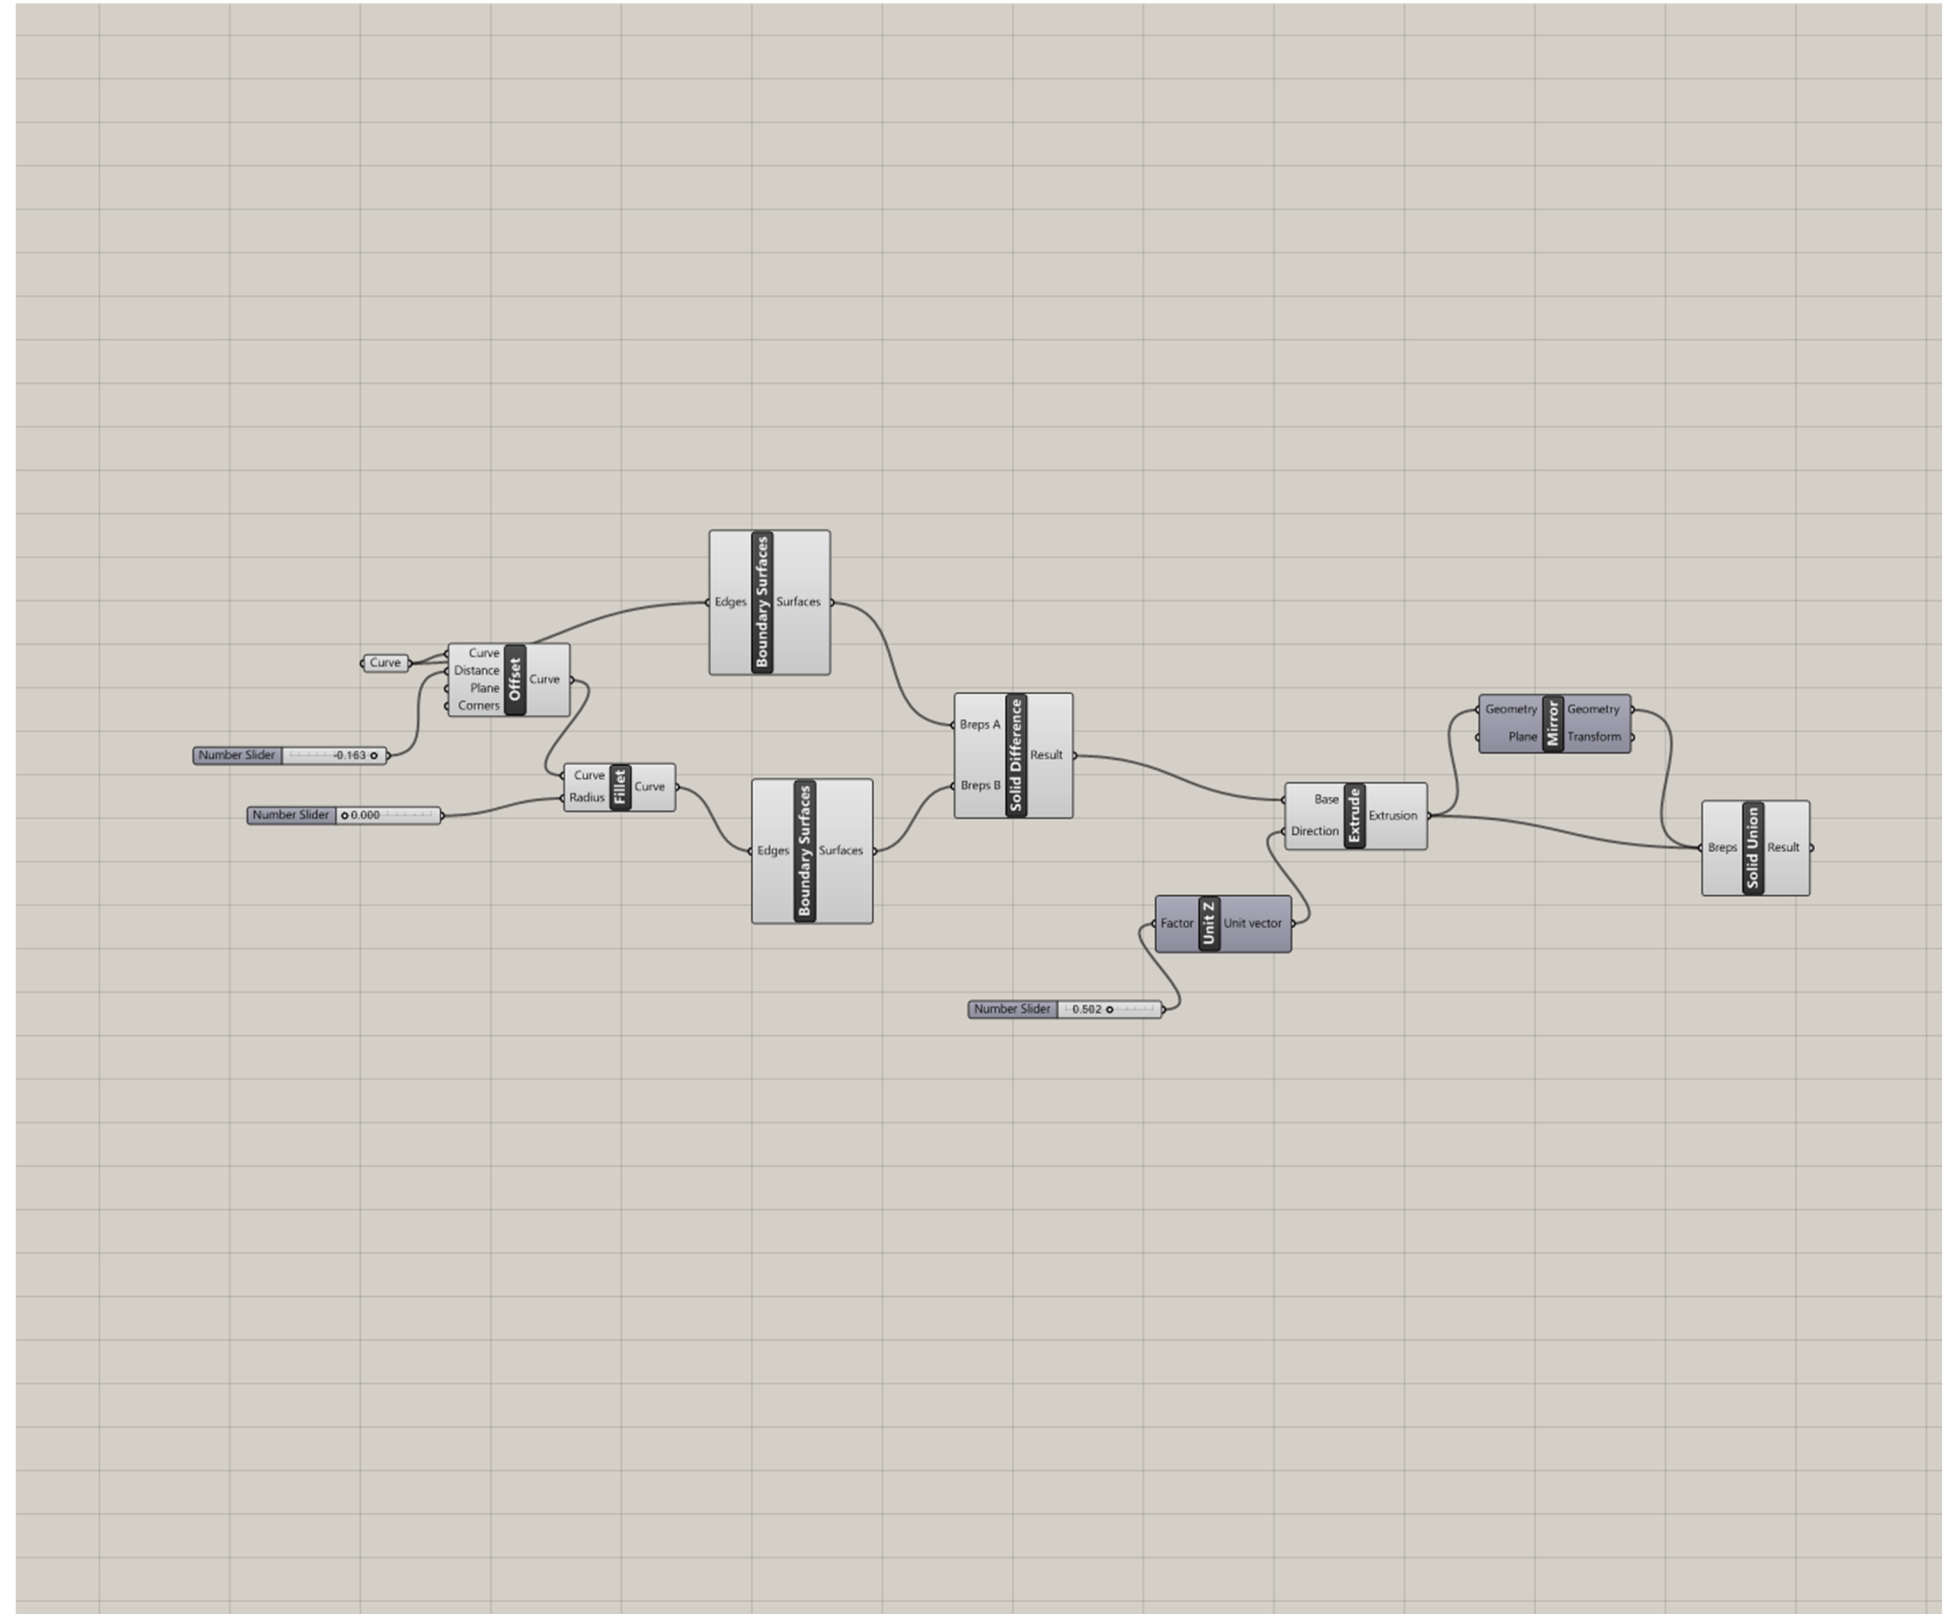 Edges
Boundary Surfaces
Surfaces
Curve
Curve
Distance
Plane
Corners
Offset
Curve
Number Slider
-0.163
Number Slider
0.000
Curve
Radius
Fillet
Curve
Edges
Boundary Surfaces
Surfaces
Breps A
Breps B
Solid Difference
Result
Number Slider
0.502
Factor
Unit Z
Unit vector
Base
Direction
Extrude
Extrusion
Geometry
Plane
Mirror
Geometry
Transform
Breps
Solid Union
Result